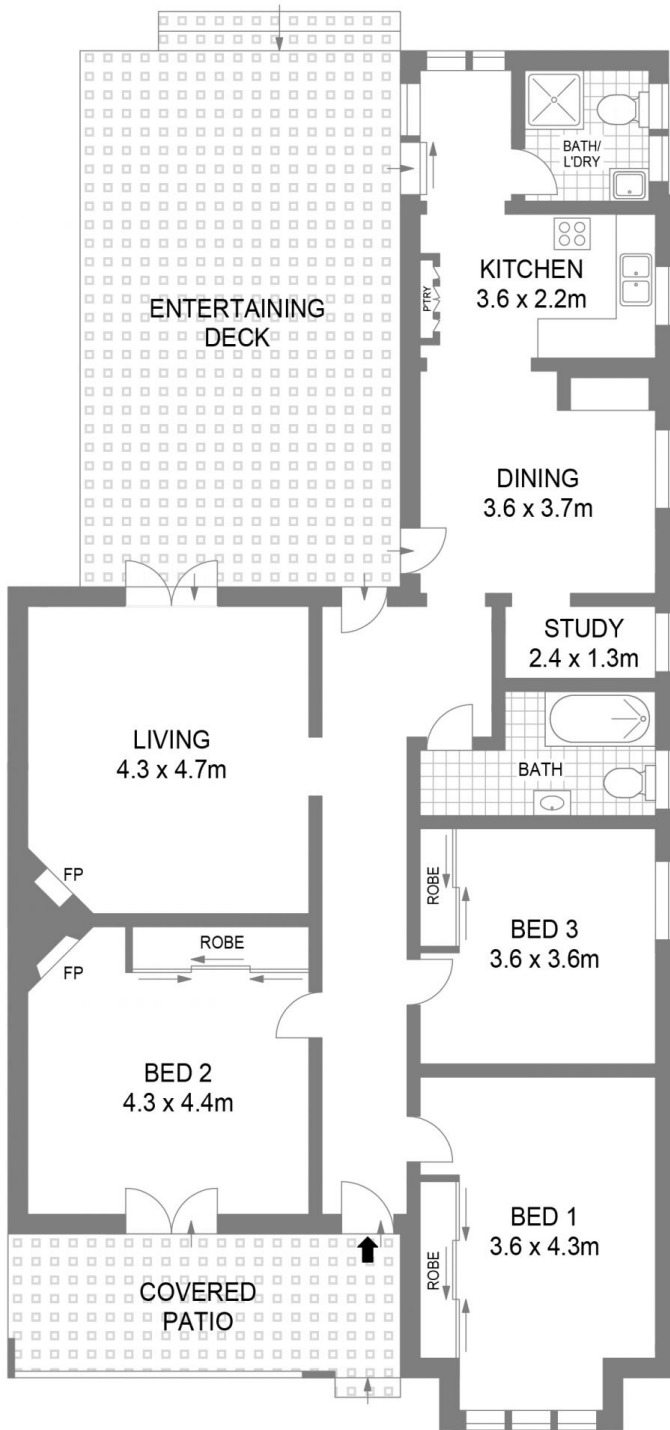 BATH/
L'DRY
KITCHEN
3.6 x 2.2m
P'TRY
ENTERTAINING
DECK
DINING
3.6 x 3.7m
STUDY
2.4 x 1.3m
LIVING
4.3 x 4.7m
BATH
FP
ROBE
FP
ROBE
BED 3
3.6 x 3.6m
BED 2
4.3 x 4.4m
BED 1
3.6 x 4.3m
ROBE
COVERED
PATIO